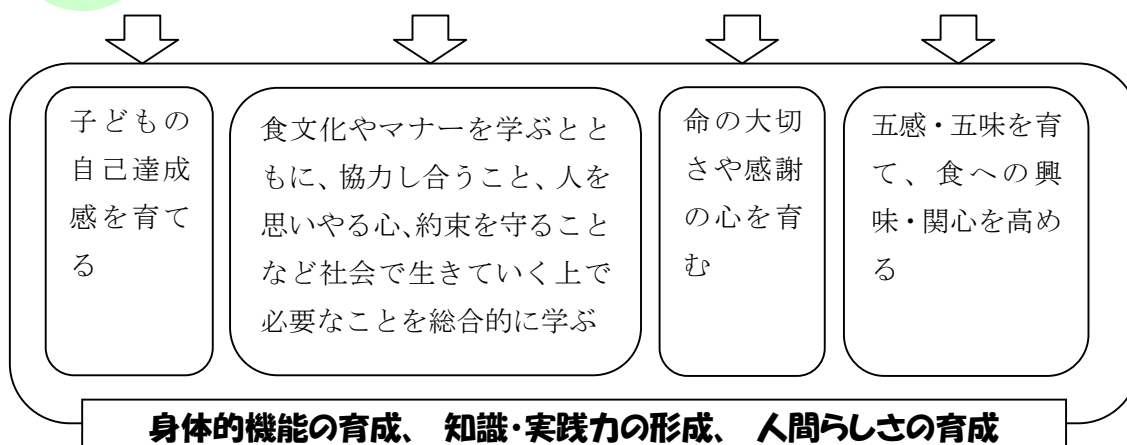 子どもの
自己達成
感を育て
る
食文化やマナーを学ぶとと
もに、協力し合うこと、人を
思いやる心、約束を守ること
など社会で生きていく上で
必要なことを総合的に学ぶ
命の大切
さや感謝
の心を育
む
五感・五味を育
て、食への興
味・関心を高め
る
身体的機能の育成、 知識・実践力の形成、 人間らしさの育成